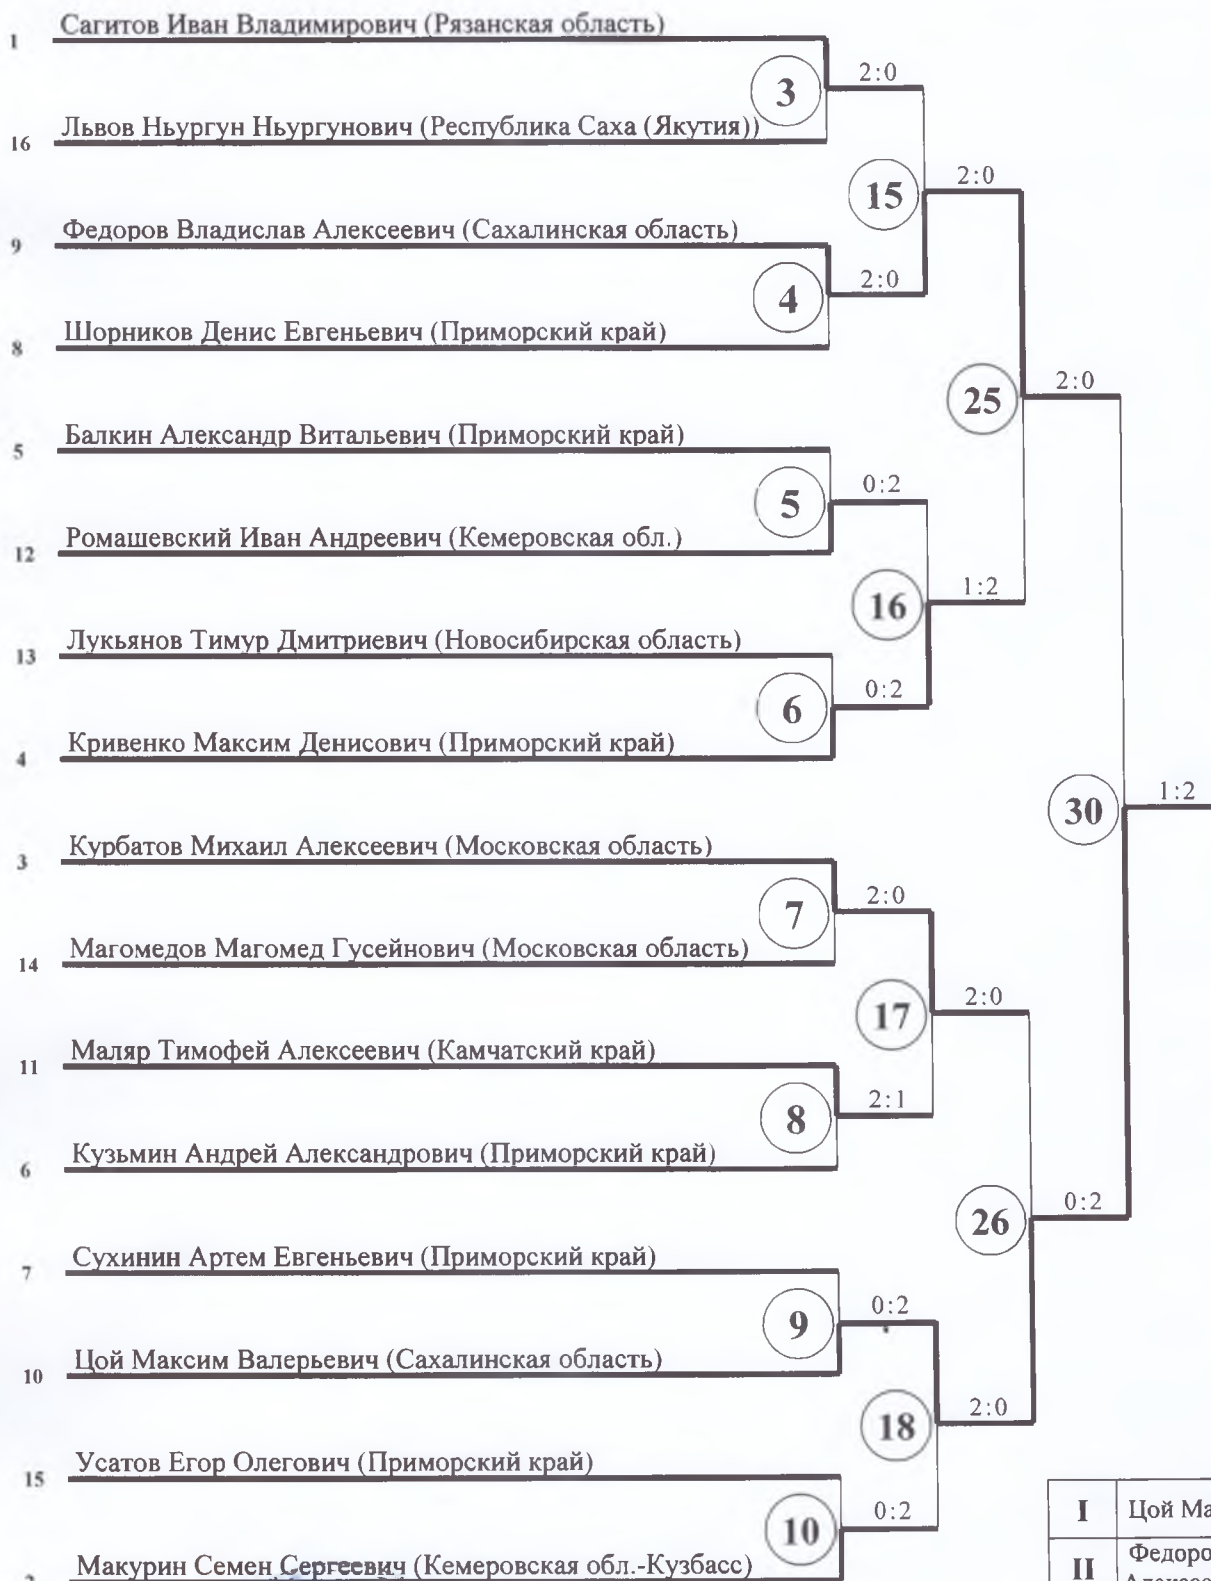 1 Сагитов Иван Владимирович (Рязанская область)
3 2:0
16 Львов Ньургун Ньургунович (Республика Саха (Якутия))
15 2:0
9 Федоров Владислав Алексеевич (Сахалинская область)
4 2:0
8 Шорников Денис Евгеньевич (Приморский край)
25 2:0
5 Балкин Александр Витальевич (Приморский край)
5 0:2
12 Ромашевский Иван Андреевич (Кемеровская обл.)
16 1:2
13 Лукьянов Тимур Дмитриевич (Новосибирская область)
6 0:2
4 Кривенко Максим Денисович (Приморский край)
30 1:2
3 Курбатов Михаил Алексеевич (Московская область)
7 2:0
14 Магомедов Магомед Гусейнович (Московская область)
17 2:0
11 Маляр Тимофей Алексеевич (Камчатский край)
8 2:1
6 Кузьмин Андрей Александрович (Приморский край)
26 0:2
7 Сухинин Артем Евгеньевич (Приморский край)
9 0:2
10 Цой Максим Валерьевич (Сахалинская область)
18 2:0
15 Усатов Егор Олегович (Приморский край)
10 0:2
Макурин Семен Сергеевич (Кемеровская обл.-Кузбасс)
I Цой Ма
II Федоро